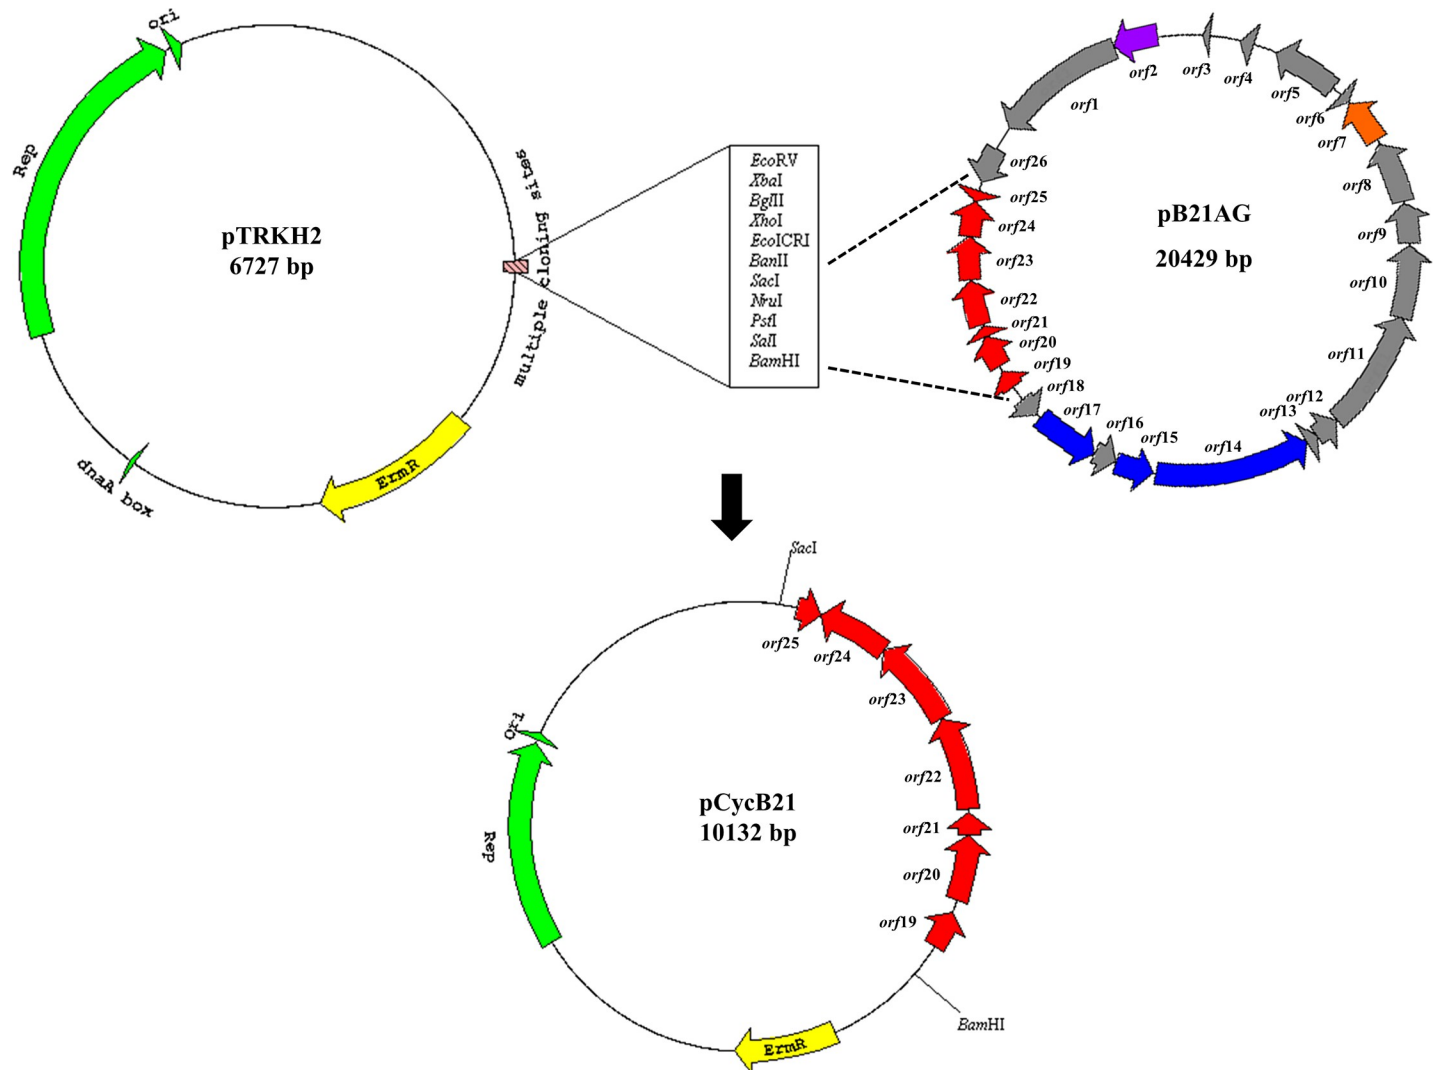 ori
Rep
pTRKH2
6727 bp
multiple cloning sites
dnaA box
ErmR
EcoRV
XbaI
BglII
XhoI
EcoICRI
BanII
SacI
NruI
PstI
SalI
BamHI
pB21AG
20429 bp
orf1
orf2
orf3
orf4
orf5
orf6
orf7
orf8
orf9
orf10
orf11
orf12
orf13
orf14
orf15
orf16
orf17
orf18
orf19
orf20
orf21
orf22
orf23
orf24
orf25
orf26
SacI
orf25
orf24
orf23
orf22
orf21
orf20
orf19
BamHI
pCycB21
10132 bp
Ori
Rep
ErmR